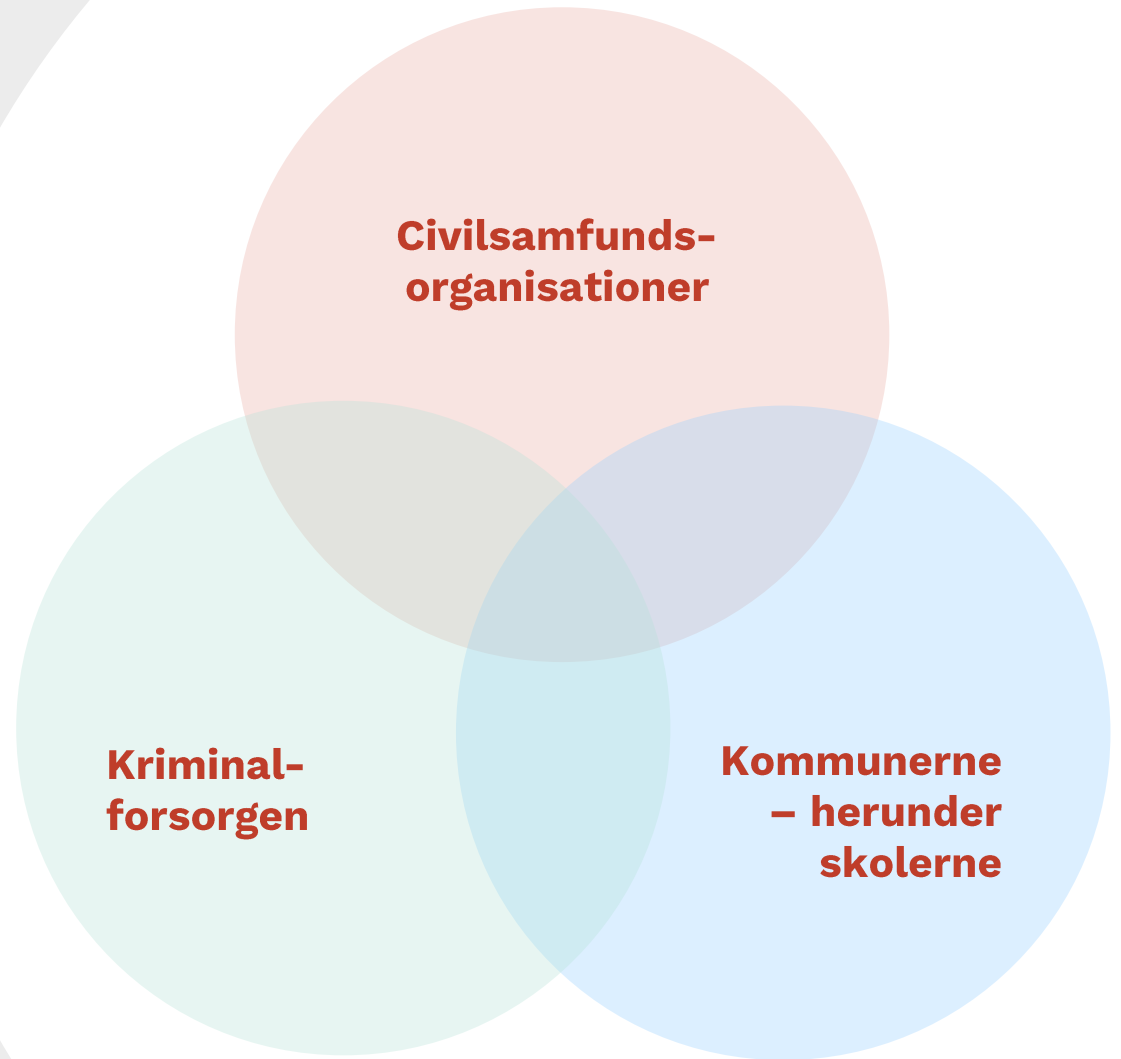 Civilsamfunds-
organisationer
Kriminal-
forsorgen
Kommunerne
– herunder
skolerne